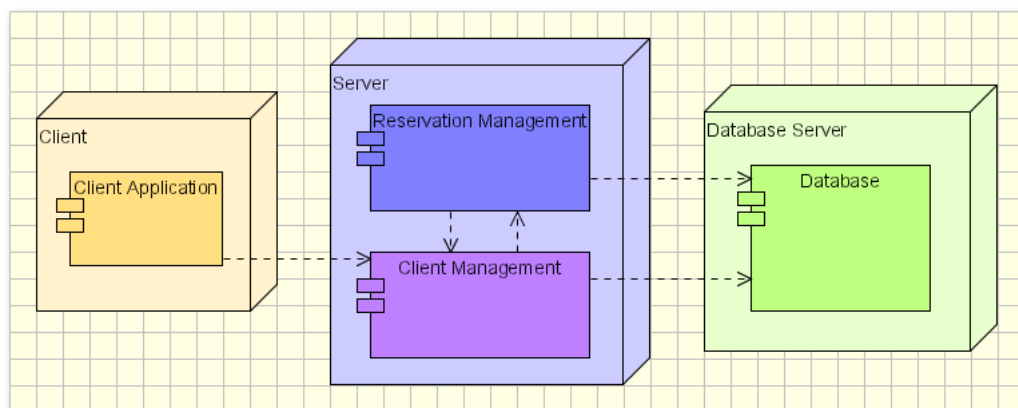 Client
Client Application
Server
Reservation Management
Client Management
Database Server
Database